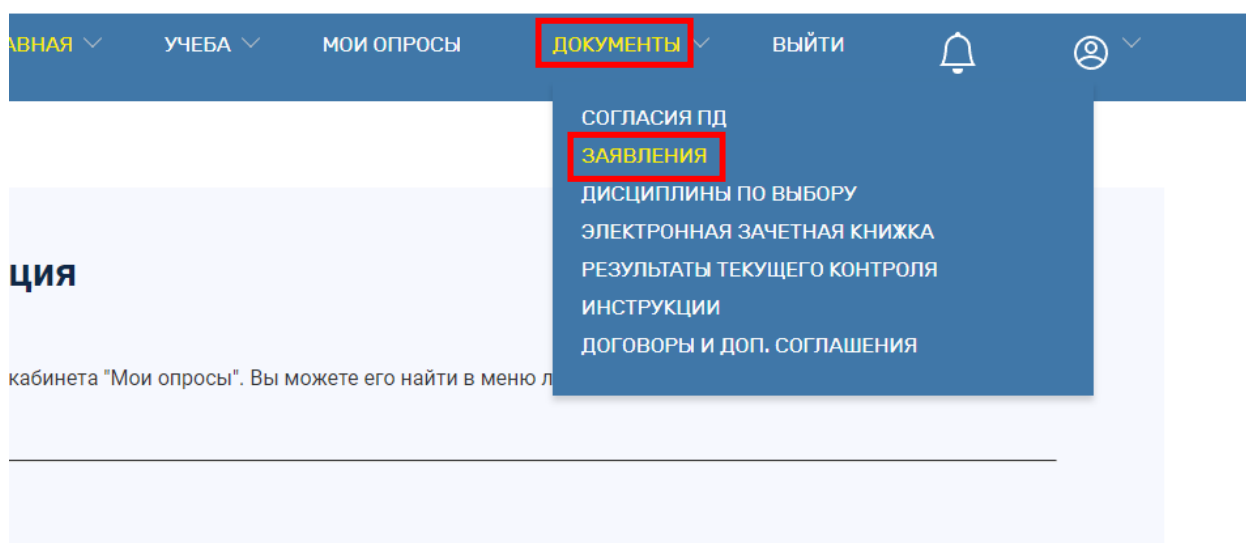 АВНАЯ УЧЕБА МОИ ОПРОСЫ ДОКУМЕНТЫ ВЫЙТИ
СОГЛАСИЯ ПД
ЗАЯВЛЕНИЯ
ДИСЦИПЛИНЫ ПО ВЫБОРУ
ЭЛЕКТРОННАЯ ЗАЧЕТНАЯ КНИЖКА
РЕЗУЛЬТАТЫ ТЕКУЩЕГО КОНТРОЛЯ
ИНСТРУКЦИИ
ДОГОВОРЫ И ДОП. СОГЛАШЕНИЯ
ция
кабинета "Мои опросы". Вы можете его найти в меню л